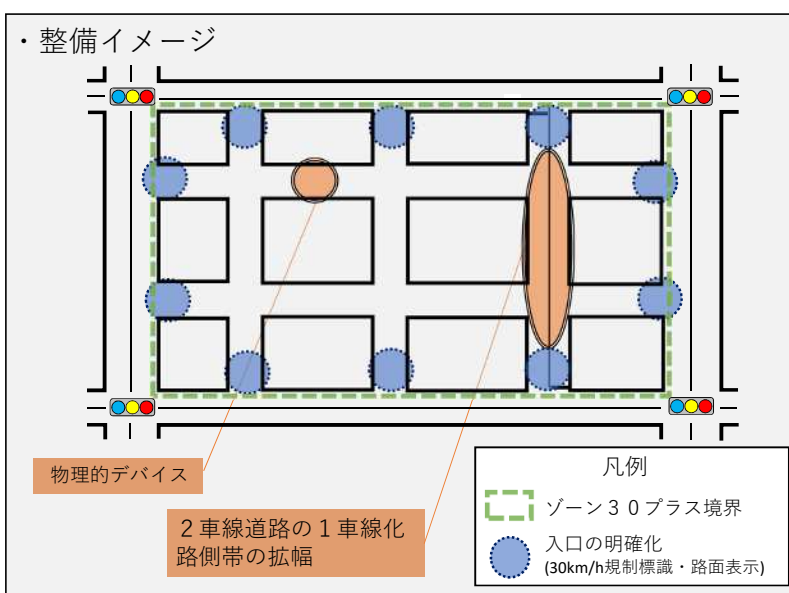 ・整備イメージ
物理的デバイス
２車線道路の１車線化
路側帯の拡幅
凡例
ゾーン３０プラス境界
入口の明確化
(30km/h規制標識・路面表示)